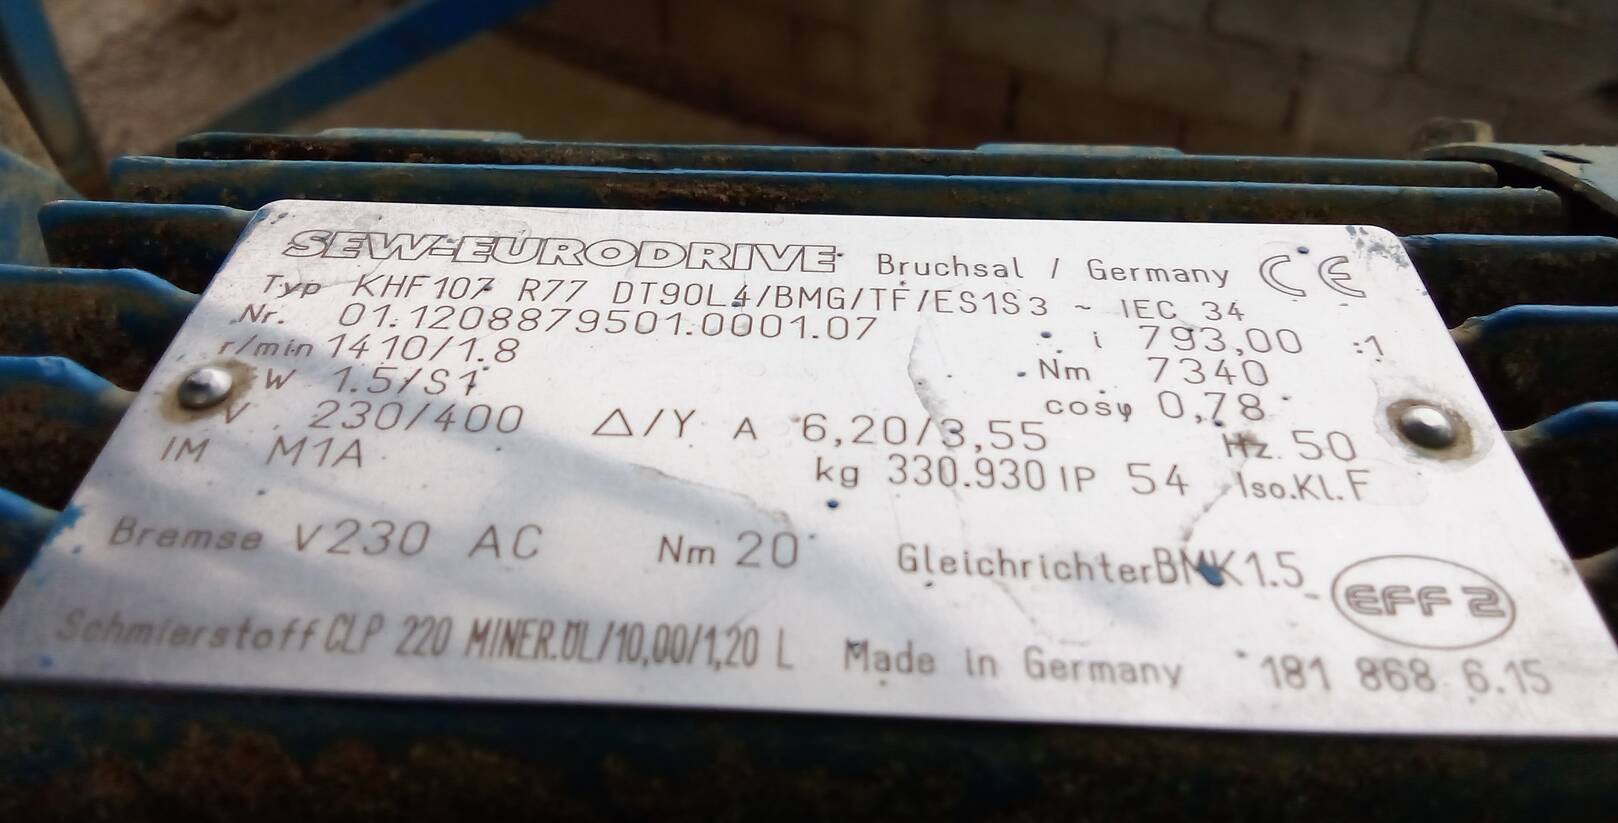 SEW-EURODRIVE Bruchsal / Germany CE
Typ KHF107 R77 DT90L4/BMG/TF/ES1S3 ~ IEC 34
Nr. 01.1208879501.0001.07 i 793,00 :1
r/min 1410/1.8 Nm 7340
W 1.5/S1 cosφ 0,78
V 230/400 Δ/Y A 6,20/3,55 Hz 50
IM M1A kg 330.930 IP 54 Iso.Kl.F
Bremse V230 AC Nm 20 Gleichrichter BMK1.5
EFF 2
Schmierstoff CLP 220 MINER.ÖL/10,00/1,20 L Made in Germany 181 868 6.15